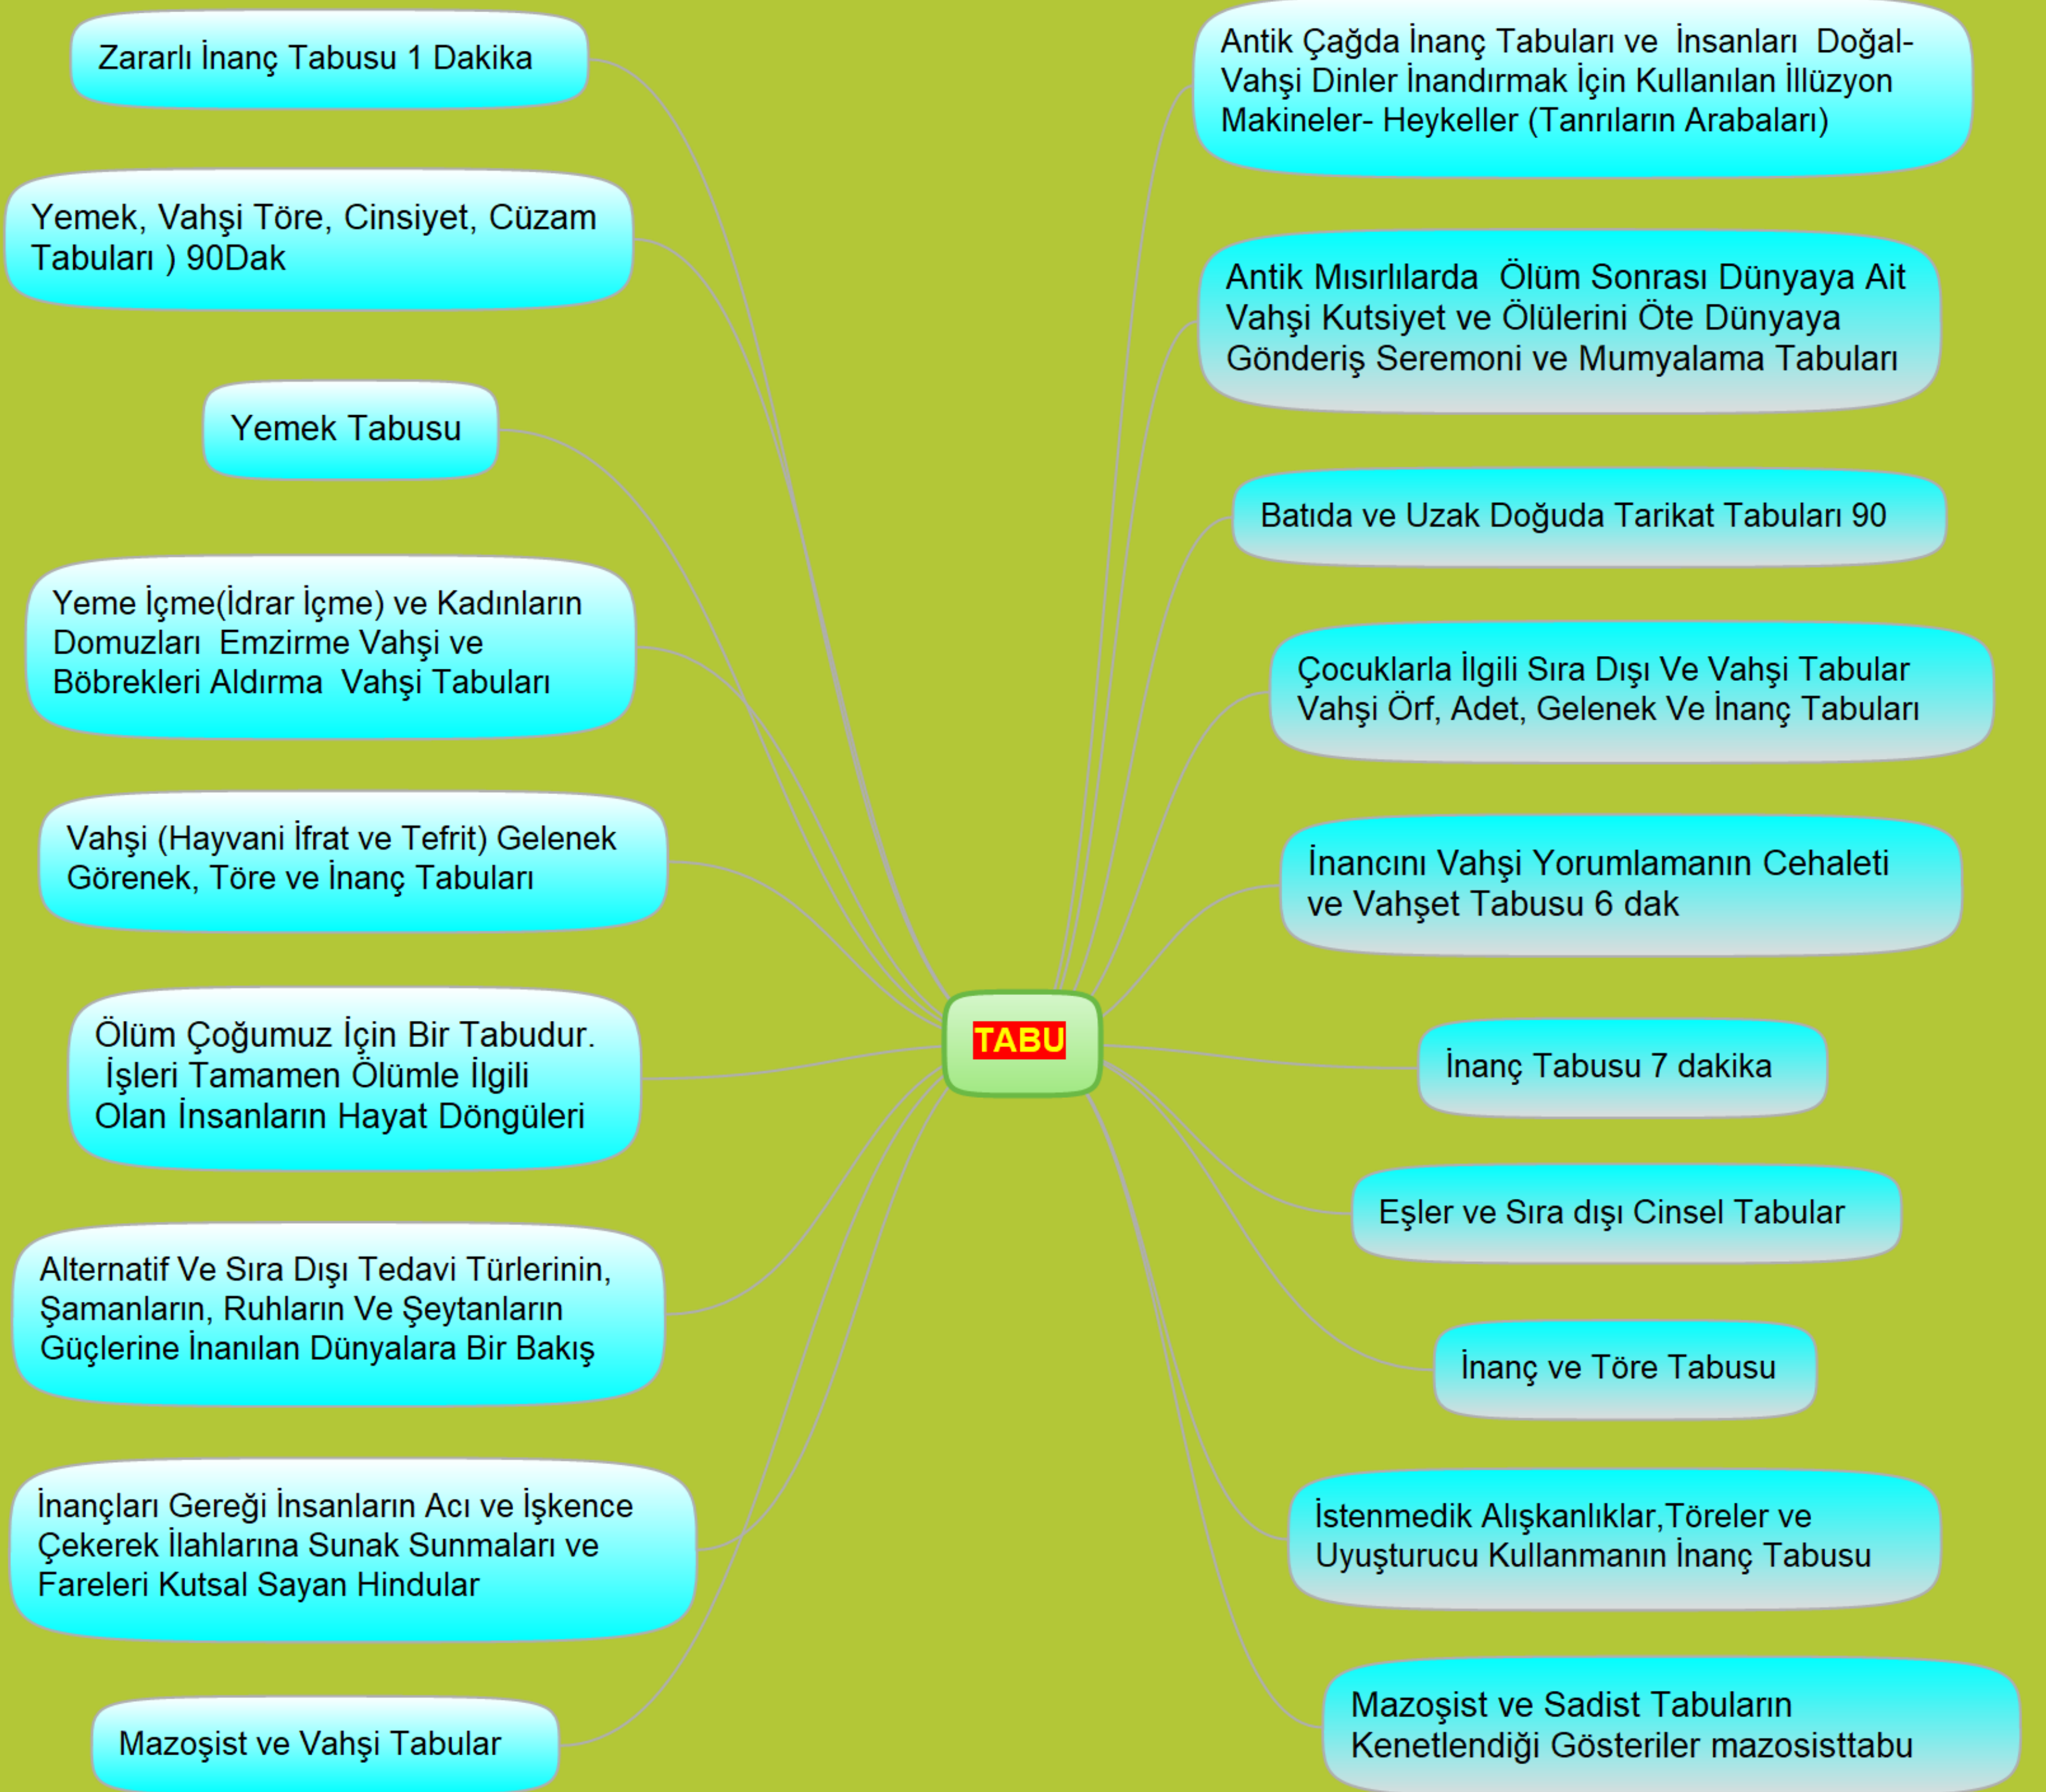 Zararlı İnanç Tabusu 1 Dakika
Yemek, Vahşi Töre, Cinsiyet, Cüzam
Tabuları ) 90Dak
Yemek Tabusu
Yeme İçme(İdrar İçme) ve Kadınların
Domuzları Emzirme Vahşi ve
Böbrekleri Aldırma Vahşi Tabuları
Vahşi (Hayvani İfrat ve Tefrit) Gelenek
Görenek, Töre ve İnanç Tabuları
Ölüm Çoğumuz İçin Bir Tabudur.
İşleri Tamamen Ölümle İlgili
Olan İnsanların Hayat Döngüleri
Alternatif Ve Sıra Dışı Tedavi Türlerinin,
Şamanların, Ruhların Ve Şeytanların
Güçlerine İnanılan Dünyalara Bir Bakış
İnançları Gereği İnsanların Acı ve İşkence
Çekerek İlahlarına Sunak Sunmaları ve
Fareleri Kutsal Sayan Hindular
Mazoşist ve Vahşi Tabular
TABU
Antik Çağda İnanç Tabuları ve İnsanları Doğal-
Vahşi Dinler İnandırmak İçin Kullanılan İllüzyon
Makineler- Heykeller (Tanrıların Arabaları)
Antik Mısırlılarda Ölüm Sonrası Dünyaya Ait
Vahşi Kutsiyet ve Ölülerini Öte Dünyaya
Gönderiş Seremoni ve Mumyalama Tabuları
Batıda ve Uzak Doğuda Tarikat Tabuları 90
Çocuklarla İlgili Sıra Dışı Ve Vahşi Tabular
Vahşi Örf, Adet, Gelenek Ve İnanç Tabuları
İnancını Vahşi Yorumlamanın Cehaleti
ve Vahşet Tabusu 6 dak
İnanç Tabusu 7 dakika
Eşler ve Sıra dışı Cinsel Tabular
İnanç ve Töre Tabusu
İstenmedik Alışkanlıklar,Töreler ve
Uyuşturucu Kullanmanın İnanç Tabusu
Mazoşist ve Sadist Tabuların
Kenetlendiği Gösteriler mazosisttabu